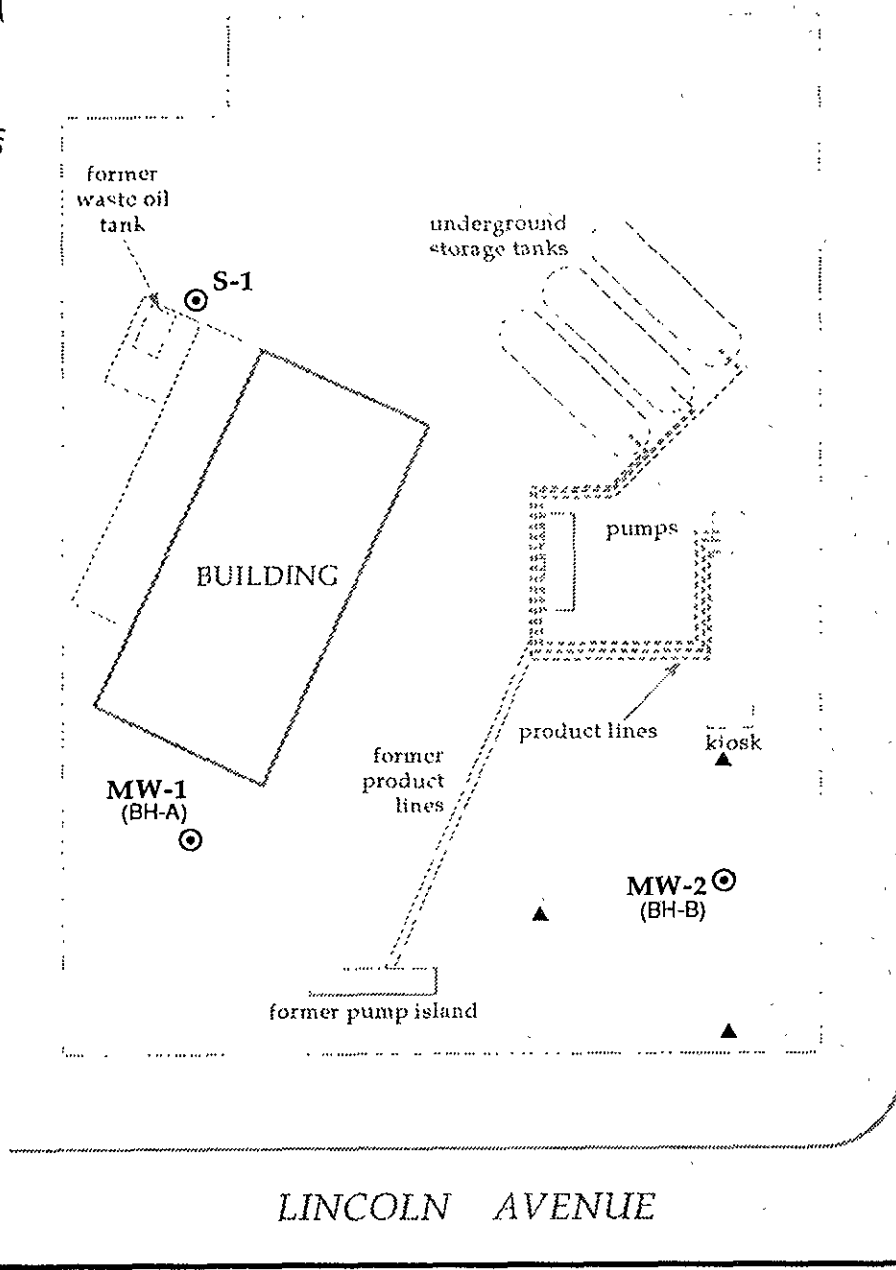 former
waste oil
tank
S-1
underground
storage tanks
BUILDING
pumps
product lines
kiosk
former
product
lines
MW-1
(BH-A)
MW-2
(BH-B)
former pump island
LINCOLN AVENUE